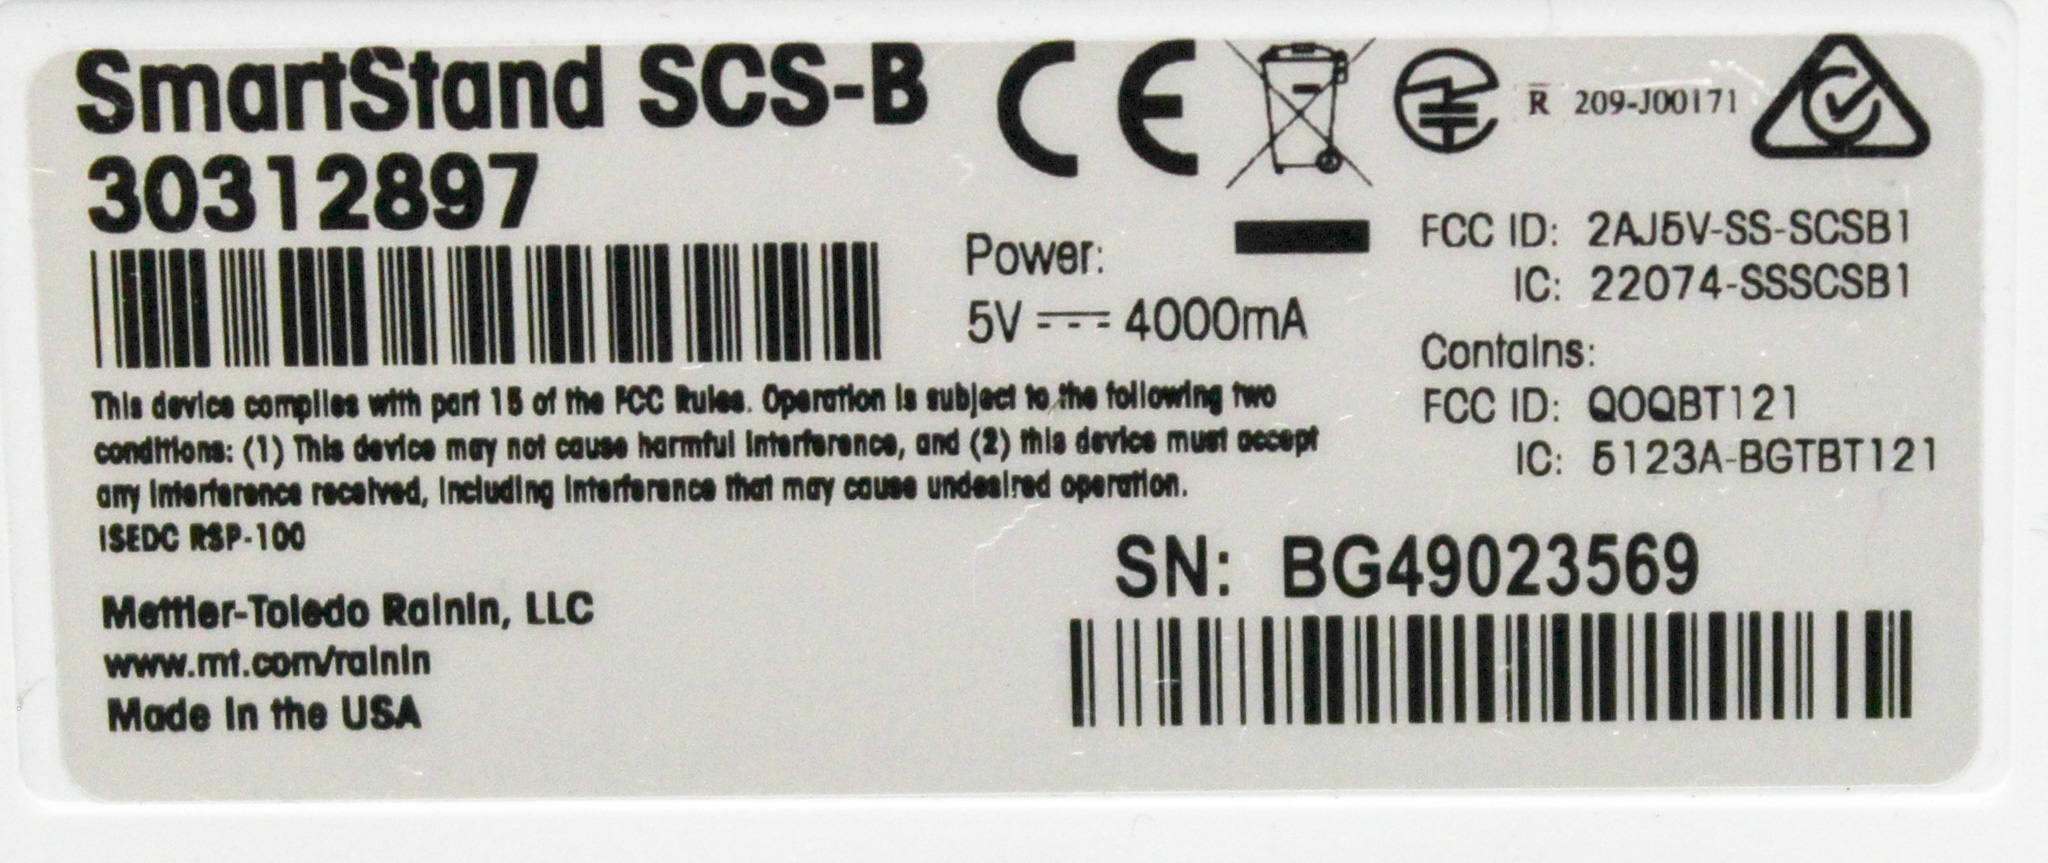 SmartStand SCS-B
30312897
CE
R 209-J00171
Power:
5V 4000mA
FCC ID: 2AJ5V-SS-SCSB1
IC: 22074-SSSCSB1
Contains:
FCC ID: QOQBT121
IC: 5123A-BGTBT121
This device complies with part 15 of the FCC Rules. Operation is subject to the following two
conditions: (1) This device may not cause harmful interference, and (2) this device must accept
any interference received, including interference that may cause undesired operation.
ISEDC RSP-100
SN: BG49023569
Mettler-Toledo Rainin, LLC
www.mt.com/rainin
Made in the USA